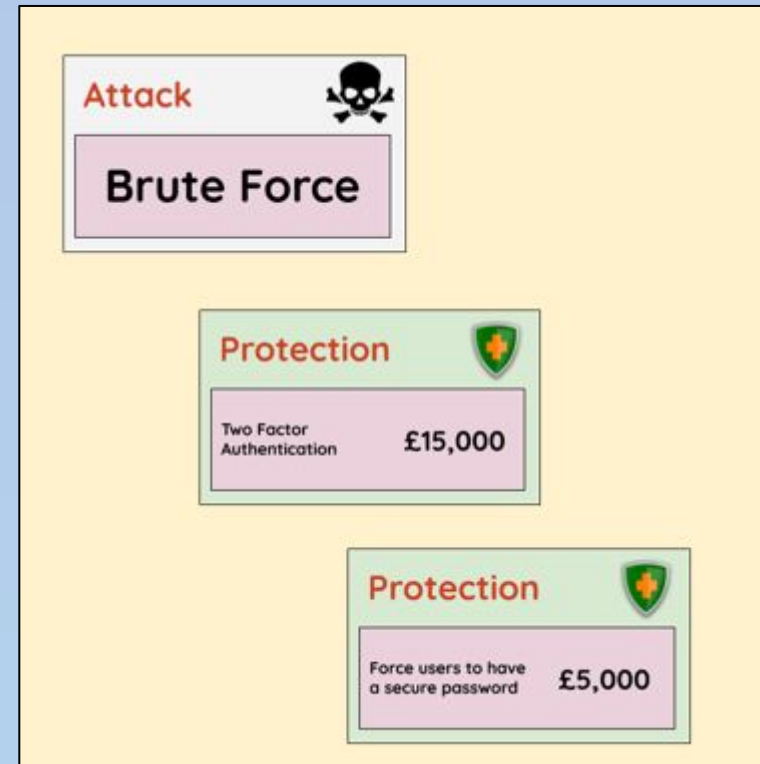 Attack
Brute Force
Protection
Two Factor
Authentication
£15,000
Protection
Force users to have
a secure password
£5,000